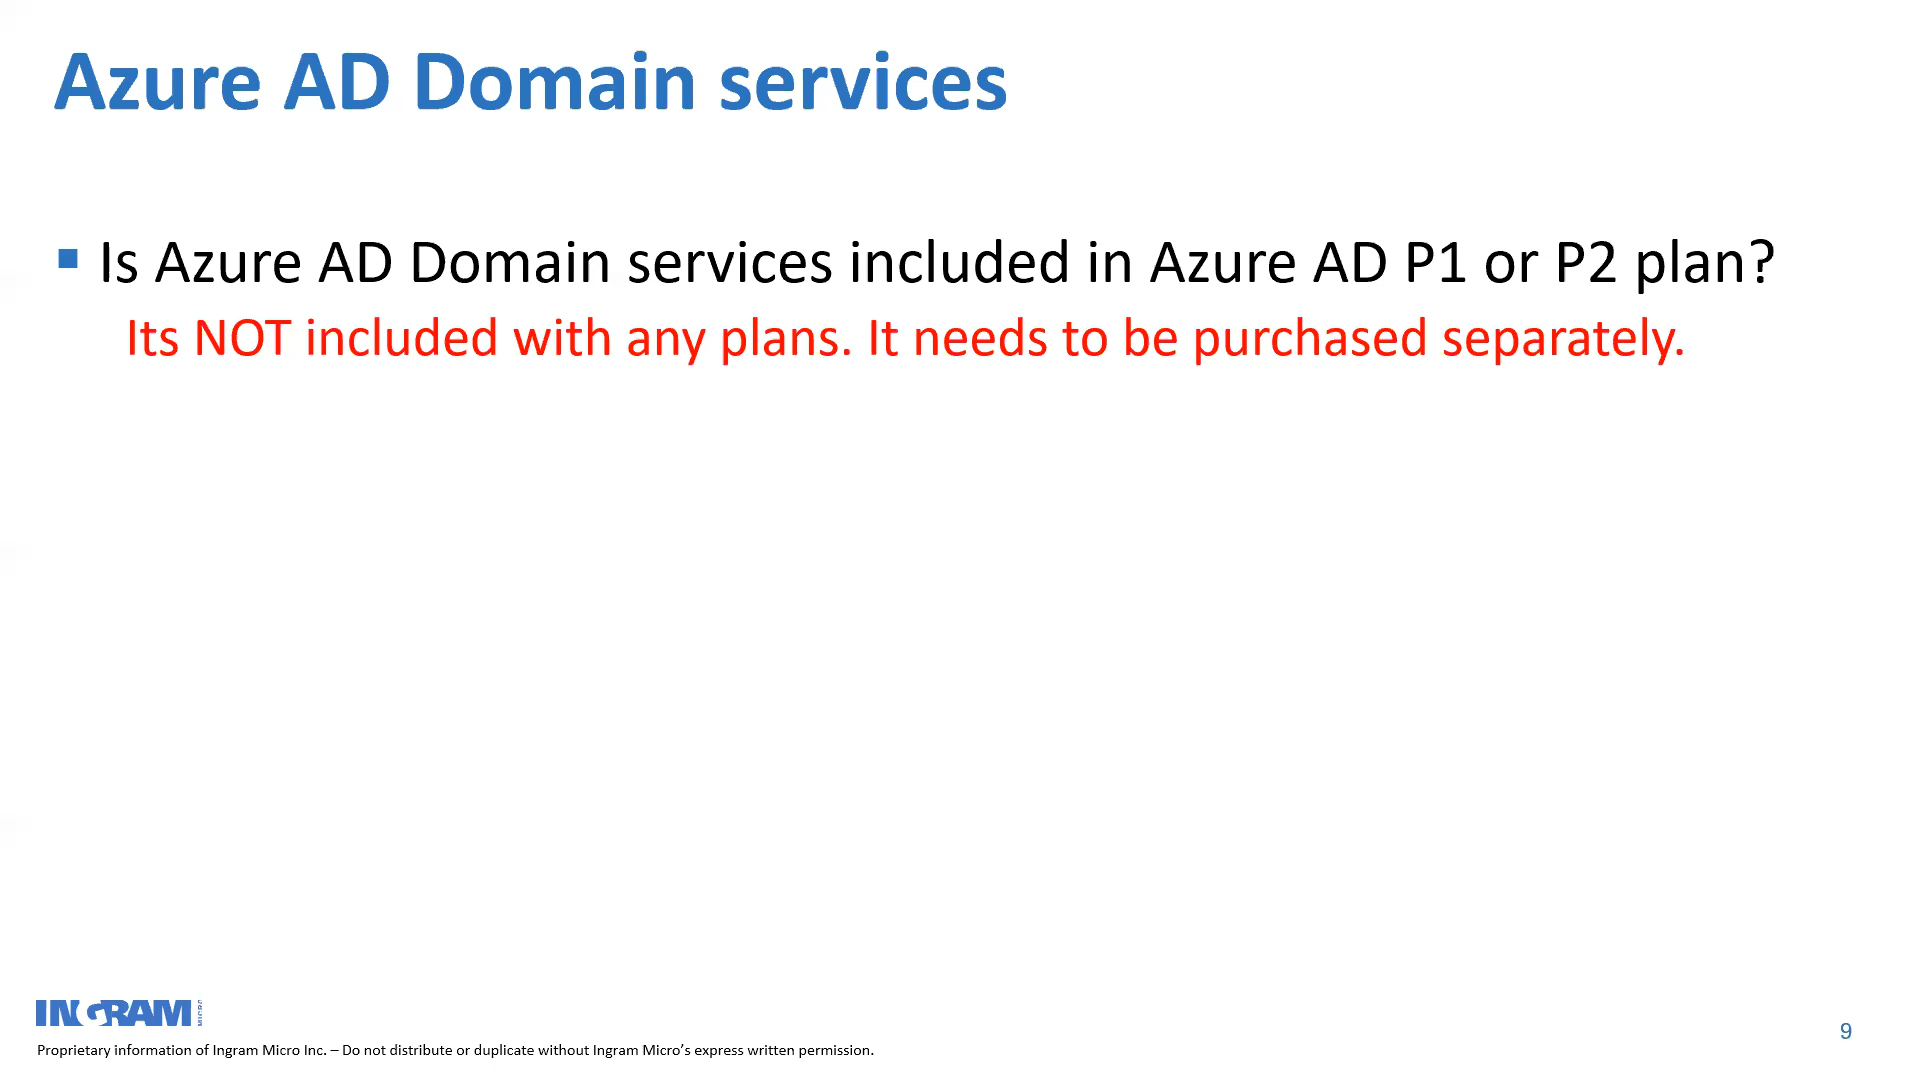 Azure AD Domain services
▪ Is Azure AD Domain services included in Azure AD P1 or P2 plan?
Its NOT included with any plans. It needs to be purchased separately.
INGRAM MICRO
Proprietary information of Ingram Micro Inc. – Do not distribute or duplicate without Ingram Micro’s express written permission.
9